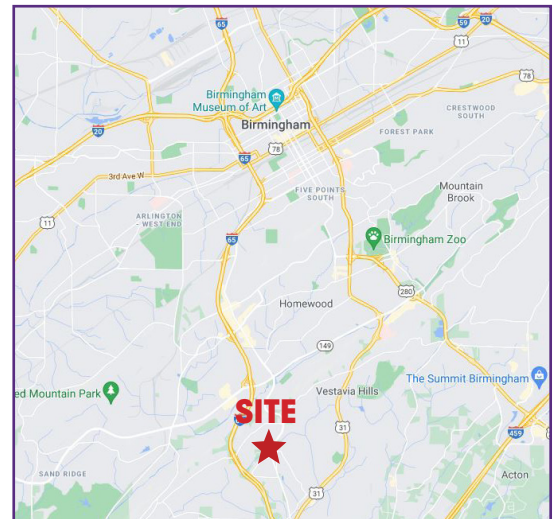 65
59
20
11
78
Birmingham
Museum of Art
Birmingham
CRESTWOOD
SOUTH
FOREST PARK
20
78
65
3rd Ave W
FIVE POINTS
SOUTH
Mountain
Brook
11
ARLINGTON
- WEST END
65
Birmingham Zoo
280
Homewood
149
The Summit Birmingham
ed Mountain Park
Vestavia Hills
SITE
31
459
SAND RIDGE
Acton
31